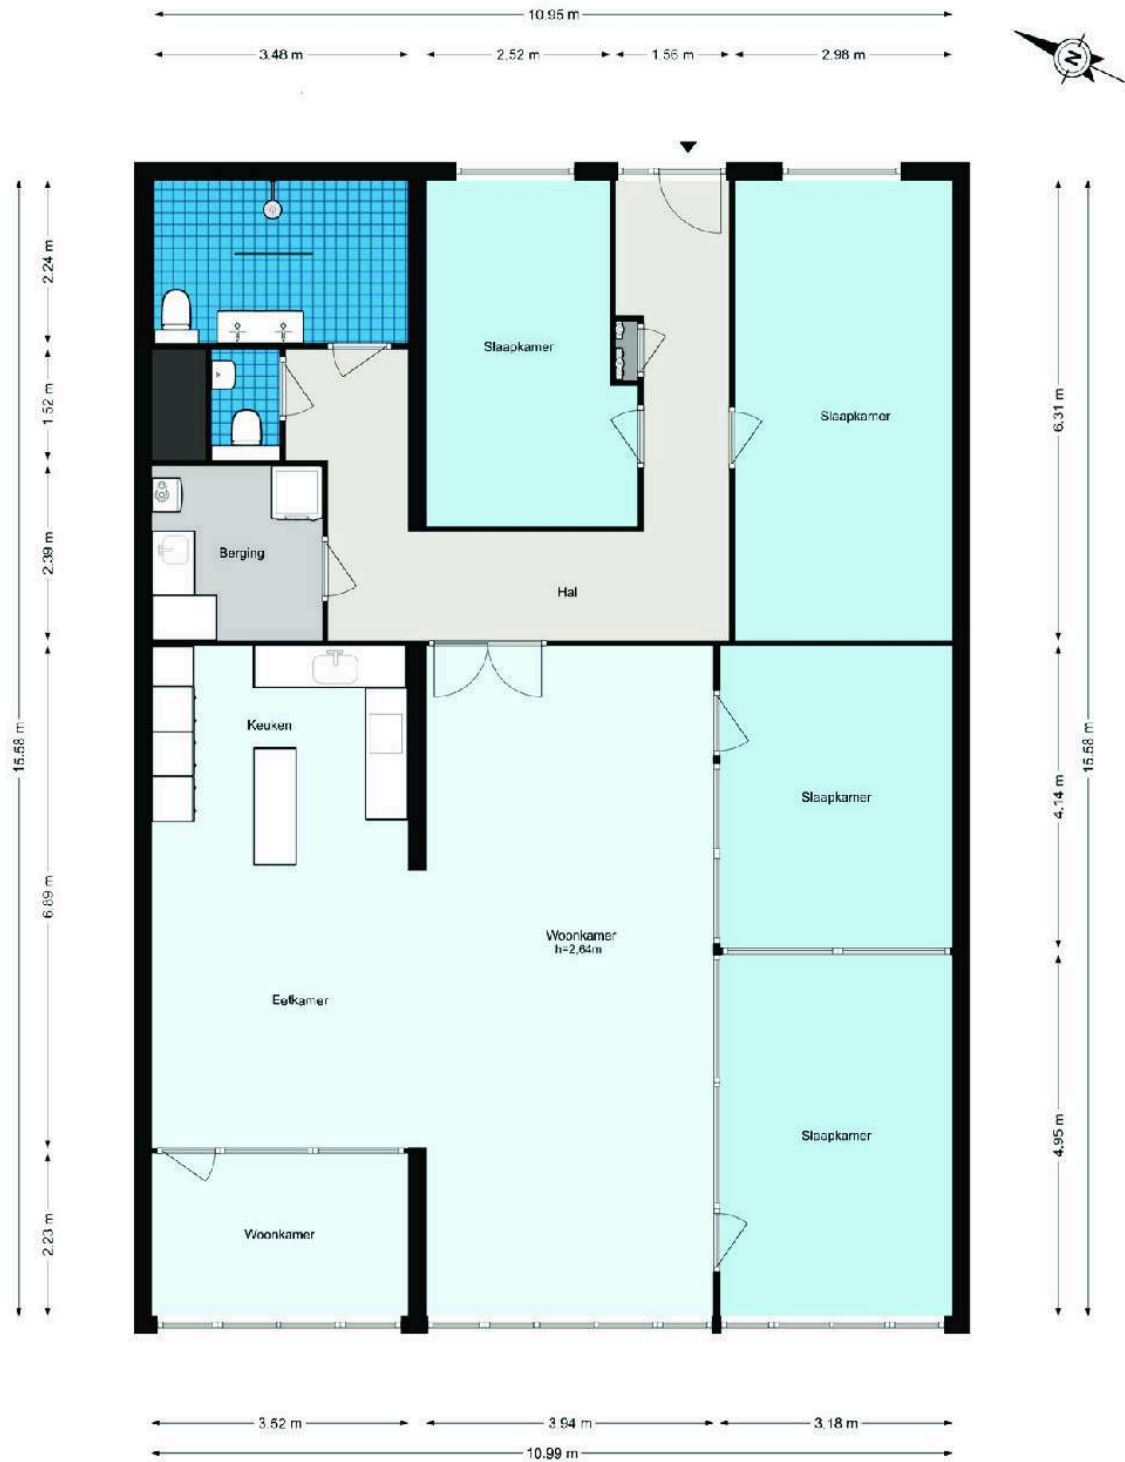 10.95 m
3.48 m
2.52 m
1.56 m
2.98 m
N
2.24 m
1.52 m
2.39 m
6.89 m
2.23 m
15.58 m
6.31 m
4.14 m
4.95 m
15.58 m
Slaapkamer
Slaapkamer
Berging
Hal
Keuken
Slaapkamer
Woonkamer
h=2,64m
Eetkamer
Slaapkamer
Woonkamer
3.52 m
3.94 m
3.18 m
10.99 m